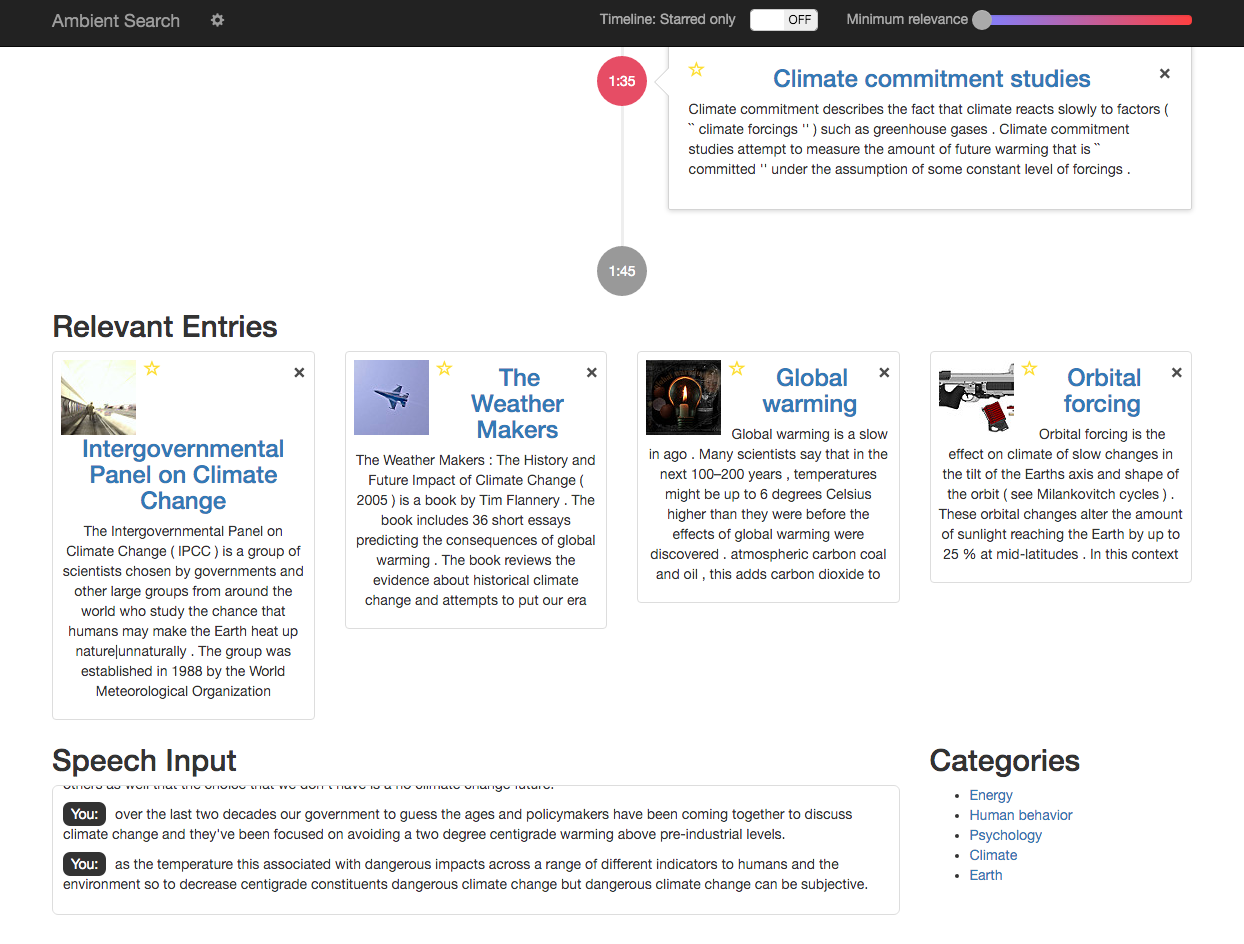 Ambient Search
Timeline: Starred only
OFF
Minimum relevance
1:35
Climate commitment studies
Climate commitment describes the fact that climate reacts slowly to factors (
`` climate forcings '' ) such as greenhouse gases . Climate commitment
studies attempt to measure the amount of future warming that is ``
committed '' under the assumption of some constant level of forcings .
1:45
Relevant Entries
Intergovernmental
Panel on Climate
Change
The Intergovernmental Panel on
Climate Change ( IPCC ) is a group of
scientists chosen by governments and
other large groups from around the
world who study the chance that
humans may make the Earth heat up
nature|unnaturally . The group was
established in 1988 by the World
Meteorological Organization
The
Weather
Makers
The Weather Makers : The History and
Future Impact of Climate Change (
2005 ) is a book by Tim Flannery . The
book includes 36 short essays
predicting the consequences of global
warming . The book reviews the
evidence about historical climate
change and attempts to put our era
Global
warming
Global warming is a slow
in ago . Many scientists say that in the
next 100–200 years , temperatures
might be up to 6 degrees Celsius
higher than they were before the
effects of global warming were
discovered . atmospheric carbon coal
and oil , this adds carbon dioxide to
Orbital
forcing
Orbital forcing is the
effect on climate of slow changes in
the tilt of the Earths axis and shape of
the orbit ( see Milankovitch cycles ) .
These orbital changes alter the amount
of sunlight reaching the Earth by up to
25 % at mid-latitudes . In this context
Speech Input
others as well that the choice that we don't have is a no climate change future.
You: over the last two decades our government to guess the ages and policymakers have been coming together to discuss
climate change and they've been focused on avoiding a two degree centigrade warming above pre-industrial levels.
You: as the temperature this associated with dangerous impacts across a range of different indicators to humans and the
environment so to decrease centigrade constituents dangerous climate change but dangerous climate change can be subjective.
Categories
Energy
Human behavior
Psychology
Climate
Earth